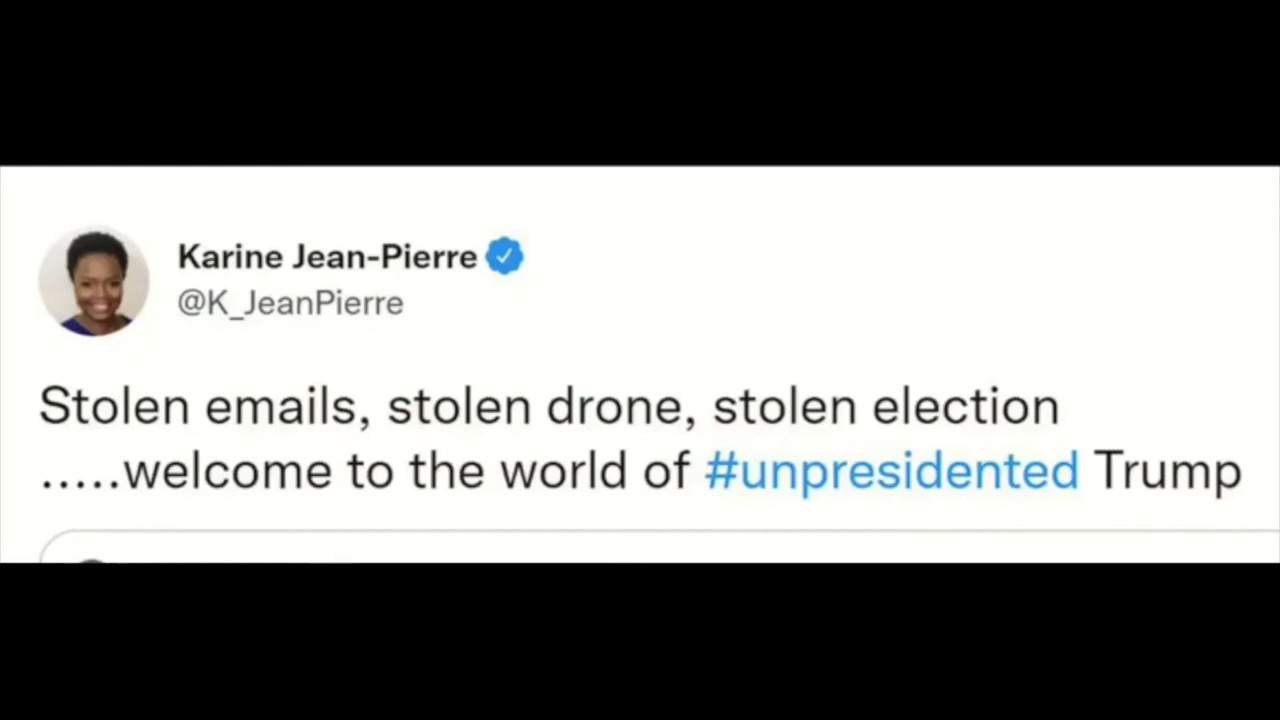 Karine Jean-Pierre
@K_JeanPierre
Stolen emails, stolen drone, stolen election
.....welcome to the world of #unpresidented Trump